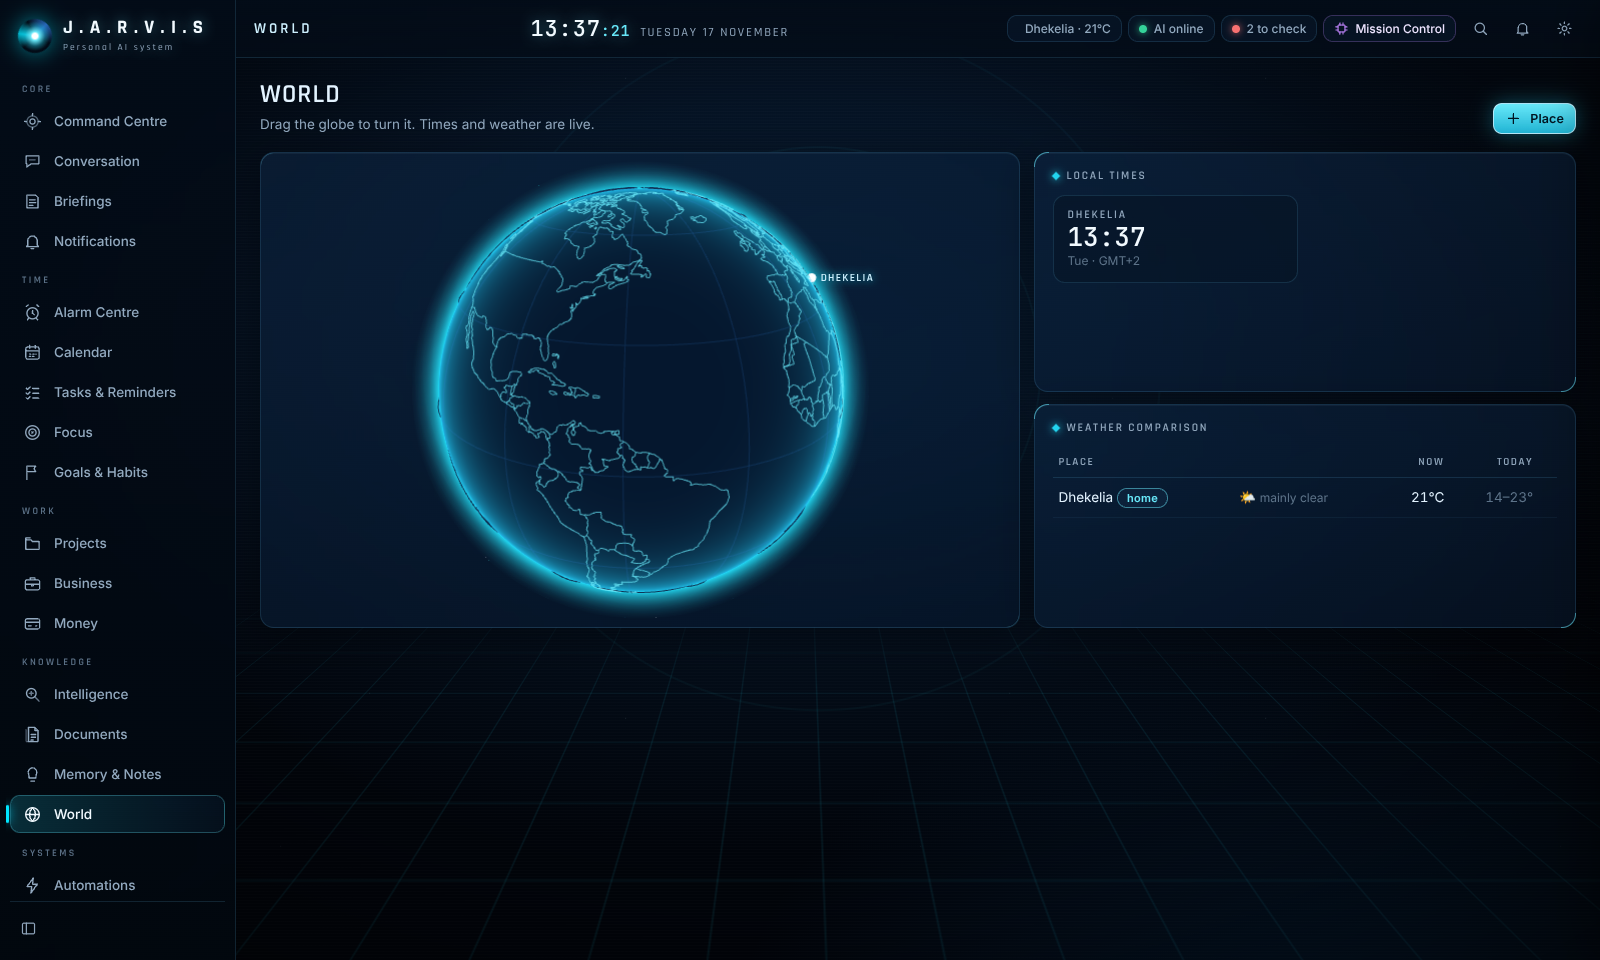 J.A.R.V.I.S
Personal AI system
CORE
Command Centre
Conversation
Briefings
Notifications
TIME
Alarm Centre
Calendar
Tasks & Reminders
Focus
Goals & Habits
WORK
Projects
Business
Money
KNOWLEDGE
Intelligence
Documents
Memory & Notes
World
SYSTEMS
Automations
WORLD
13:37:21 TUESDAY 17 NOVEMBER
Dhekelia · 21°C
AI online
2 to check
Mission Control
WORLD
Drag the globe to turn it. Times and weather are live.
Place
DHEKELIA
LOCAL TIMES
DHEKELIA
13:37
Tue · GMT+2
WEATHER COMPARISON
PLACE NOW TODAY
Dhekelia home mainly clear 21°C 14–23°